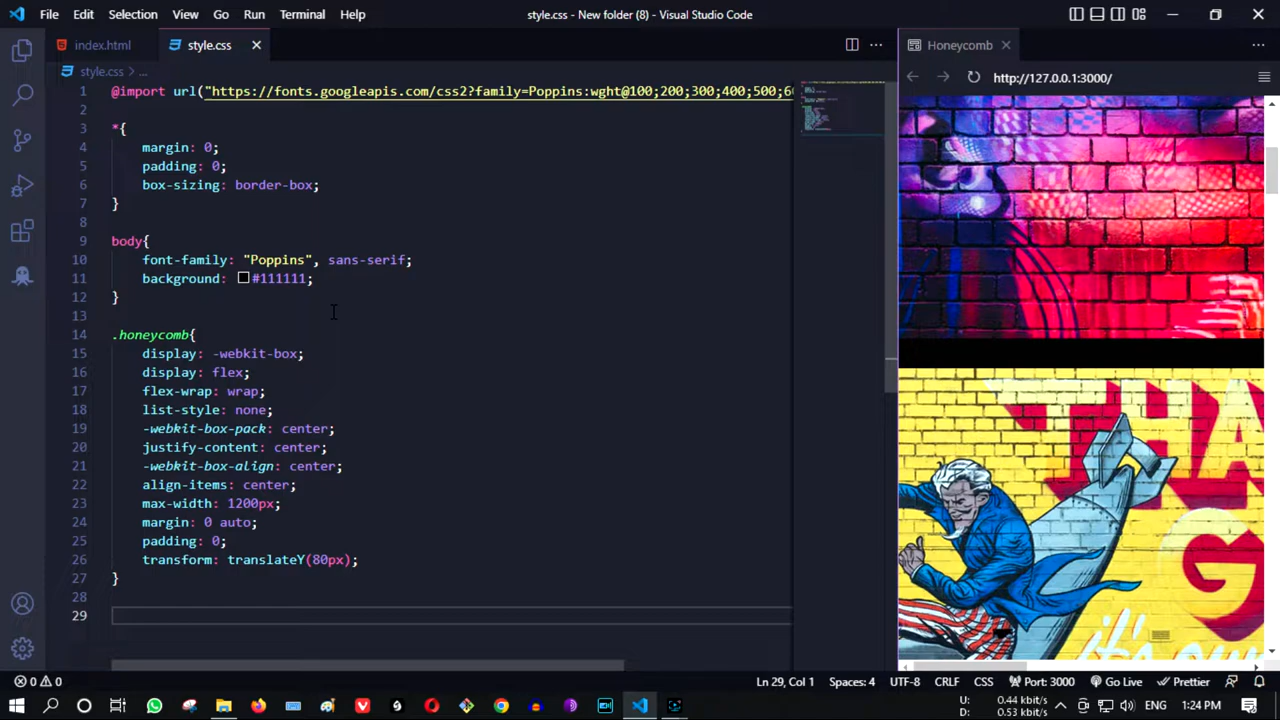 File Edit Selection View Go Run Terminal Help
style.css - New folder (8) - Visual Studio Code
index.html
style.css
Honeycomb
style.css > ...
http://127.0.0.1:3000/
1 @import url("https://fonts.googleapis.com/css2?family=Poppins:wght@100;200;300;400;500;60
2
3 *{
4 margin: 0;
5 padding: 0;
6 box-sizing: border-box;
7 }
8
9 body{
10 font-family: "Poppins", sans-serif;
11 background: #111111;
12 }
13
14 .honeycomb{
15 display: -webkit-box;
16 display: flex;
17 flex-wrap: wrap;
18 list-style: none;
19 -webkit-box-pack: center;
20 justify-content: center;
21 -webkit-box-align: center;
22 align-items: center;
23 max-width: 1200px;
24 margin: 0 auto;
25 padding: 0;
26 transform: translateY(80px);
27 }
28
29
THA
G
it's
0 0 Ln 29, Col 1 Spaces: 4 UTF-8 CRLF CSS Port: 3000 Go Live Prettier
U: 0.44 kbit/s
D: 0.53 kbit/s
ENG 1:24 PM